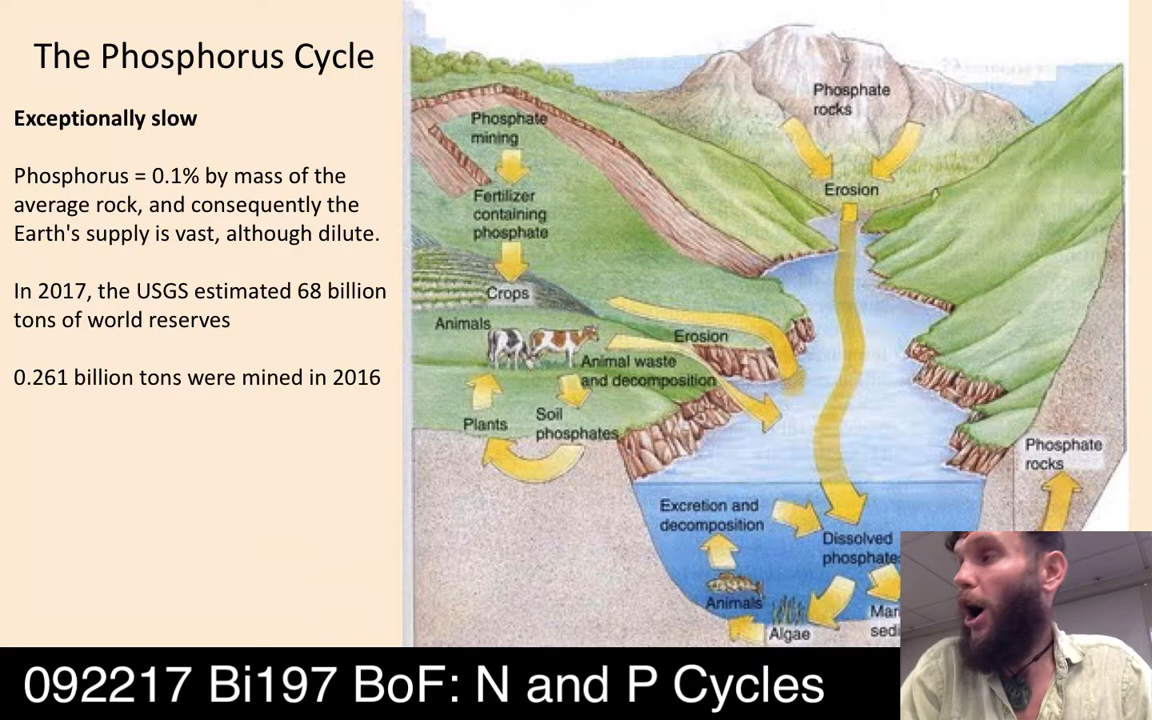 The Phosphorus Cycle
Exceptionally slow
Phosphorus = 0.1% by mass of the
average rock, and consequently the
Earth's supply is vast, although dilute.
In 2017, the USGS estimated 68 billion
tons of world reserves
0.261 billion tons were mined in 2016
Phosphate
rocks
Erosion
Phosphate
mining
Fertilizer
containing
phosphate
Crops
Animals
Erosion
Animal waste
and decomposition
Plants
Soil
phosphates
Phosphate
rocks
Excretion and
decomposition
Dissolved
phosphate
Animals
Algae
Mar
sedi
092217 Bi197 BoF: N and P Cycles